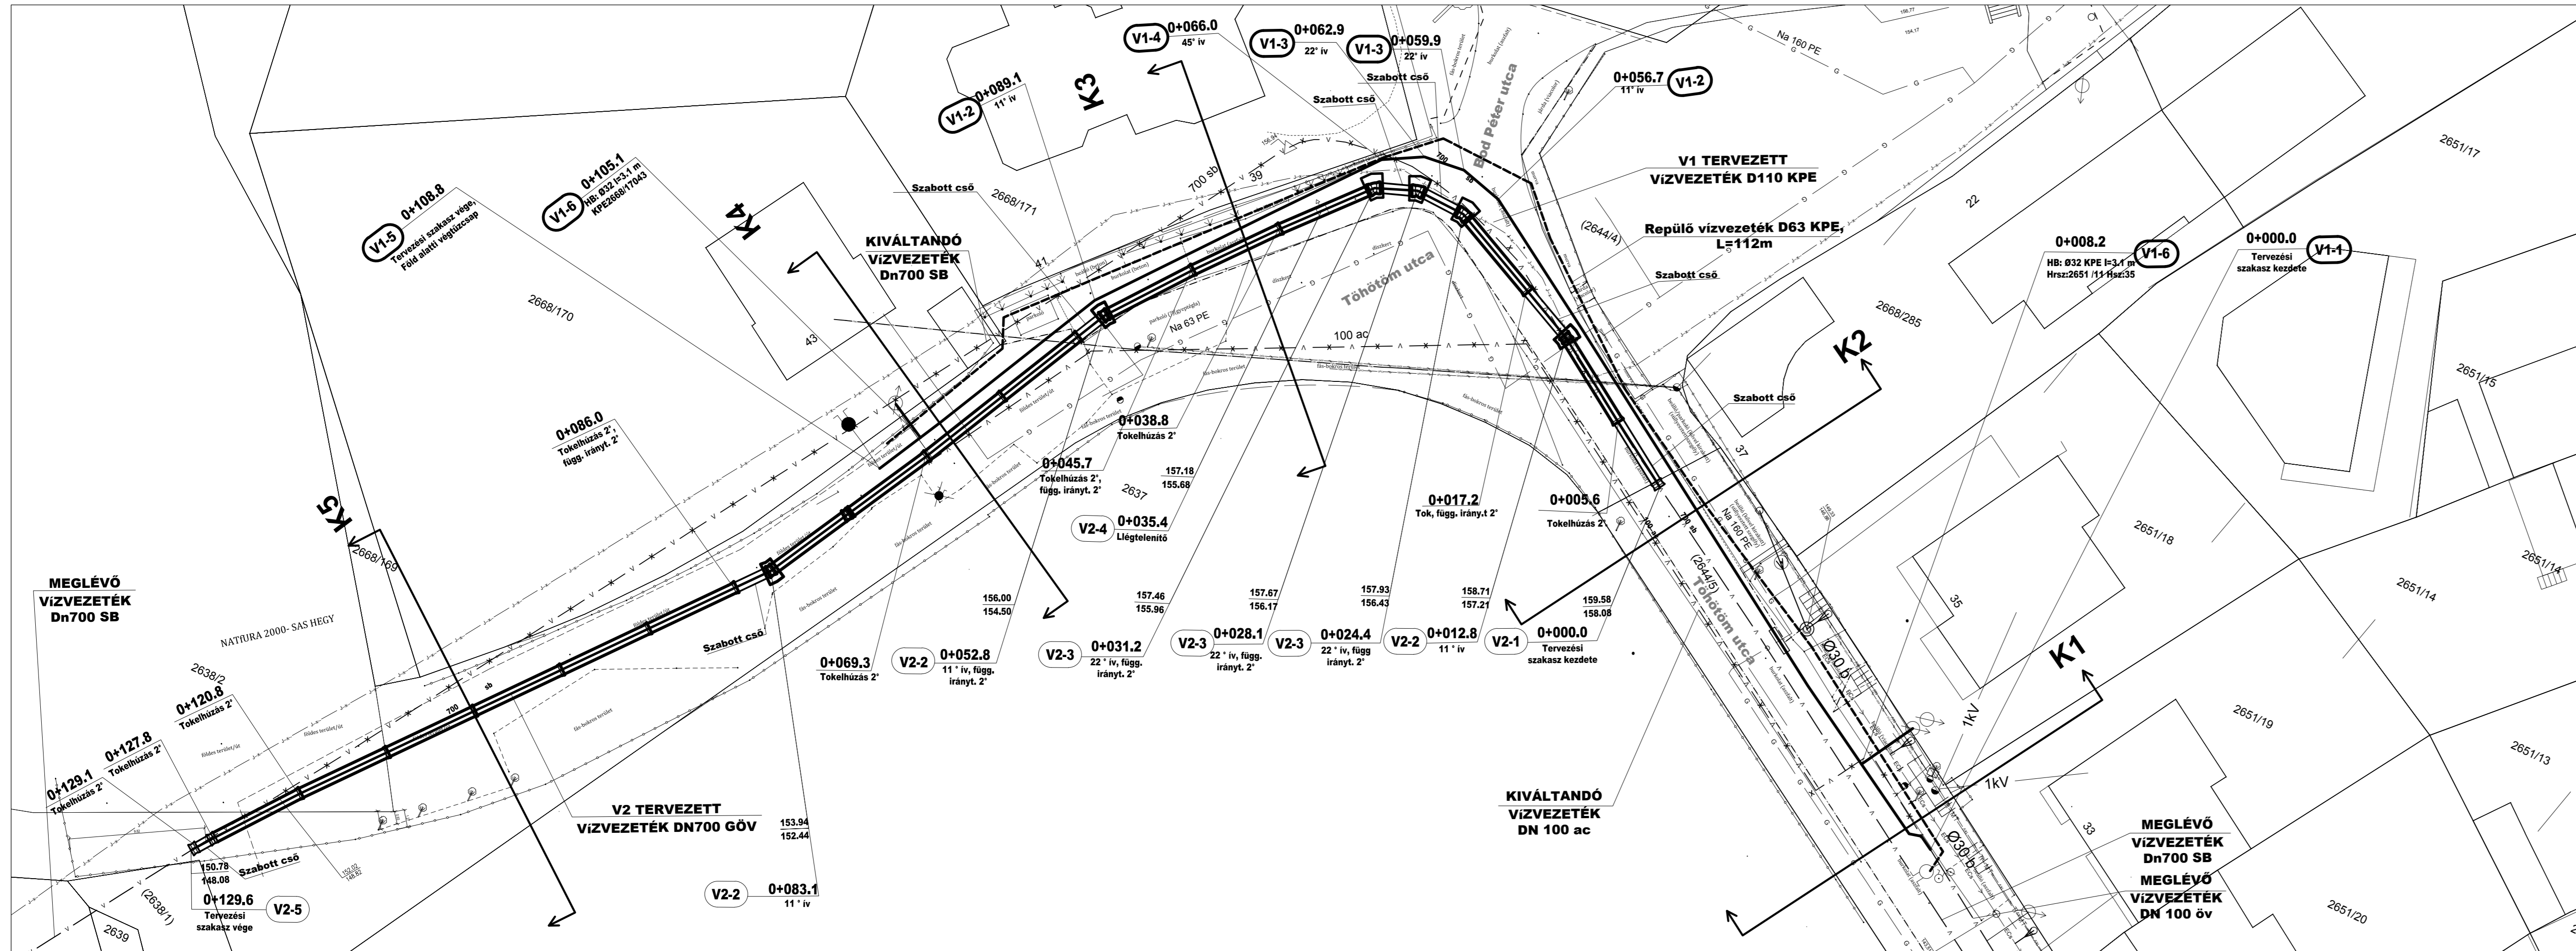 V1-4
0+066.0
45° ív
V1-3
0+062.9
22° ív
V1-3
0+059.9
22° ív
Szabott cső
Szabott cső
0+056.7
11° ív
V1-2
Na 160 PE
V1-2
0+089.1
11° ív
K3
Bod Péter utca
2651/17
V1 TERVEZETT
VíZVEZETÉK D110 KPE
V1-6
0+105.1
HB: Ø32 l=3.1 m
KPE2668/17043
V1-5
0+108.8
Tervezési szakasz vége,
Föld alatti végtűzcsap
Szabott cső
2668/171
700 sb
39
22
K4
(2644/4)
Repülő vízvezeték D63 KPE,
L=112m
KIVÁLTANDÓ
VíZVEZETÉK
Dn700 SB
0+008.2
HB: Ø32 KPE l=3.1 m
Hrsz:2651 /11 Hsz:35
V1-6
0+000.0
Tervezési
szakasz kezdete
V1-1
41
Töhötöm utca
Szabott cső
2668/170
43
Na 63 PE
100 ac
2668/285
K2
2651/15
Szabott cső
0+086.0
Tokelhúzás 2°,
függ. irányt. 2°
0+038.8
Tokelhúzás 2°
37
0+045.7
Tokelhúzás 2°,
függ. irányt. 2°
157.18
155.68
2637
0+017.2
Tok, függ. irány.t 2°
0+005.6
Tokelhúzás 2°
K5
V2-4
0+035.4
Llégtelenítő
Na 160 PE
2651/18
2651/14
2651/14
2668/169
(2644/5)
Töhötöm utca
MEGLÉVŐ
VíZVEZETÉK
Dn700 SB
156.00
154.50
157.46
155.96
157.67
156.17
157.93
156.43
158.71
157.21
159.58
158.08
35
NATfURA 2000- SAS HEGY
Szabott cső
2638/2
0+069.3
Tokelhúzás 2°
V2-2
0+052.8
11 ° ív, függ.
irányt. 2°
V2-3
0+031.2
22 ° ív, függ.
irányt. 2°
V2-3
0+028.1
22 ° ív, függ.
irányt. 2°
V2-3
0+024.4
22 ° ív, függ
irányt. 2°
V2-2
0+012.8
11 ° ív
V2-1
0+000.0
Tervezési
szakasz kezdete
Ø30 b
K1
0+120.8
Tokelhúzás 2°
700
sb
1kV
2651/19
0+127.8
Tokelhúzás 2°
0+129.1
Tokelhúzás 2°
2651/13
1kV
V2 TERVEZETT
VíZVEZETÉK DN700 GÖV
153.94
152.44
KIVÁLTANDÓ
VíZVEZETÉK
DN 100 ac
33
MEGLÉVŐ
VíZVEZETÉK
Dn700 SB
Ø30 b
150.78
148.08
Szabott cső
0+129.6
Tervezési
szakasz vége
V2-5
V2-2
0+083.1
11 ° ív
MEGLÉVŐ
VíZVEZETÉK
DN 100 öv
(2638/1)
2639
2651/20